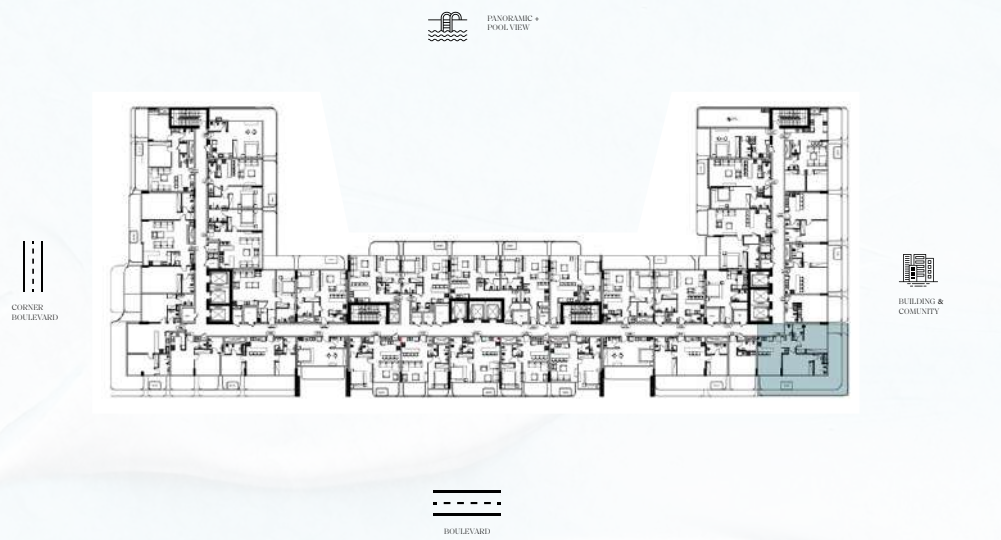 PANORAMIC +
POOL VIEW
CORNER
BOULEVARD
BUILDING &
COMUNITY
BOULEVARD